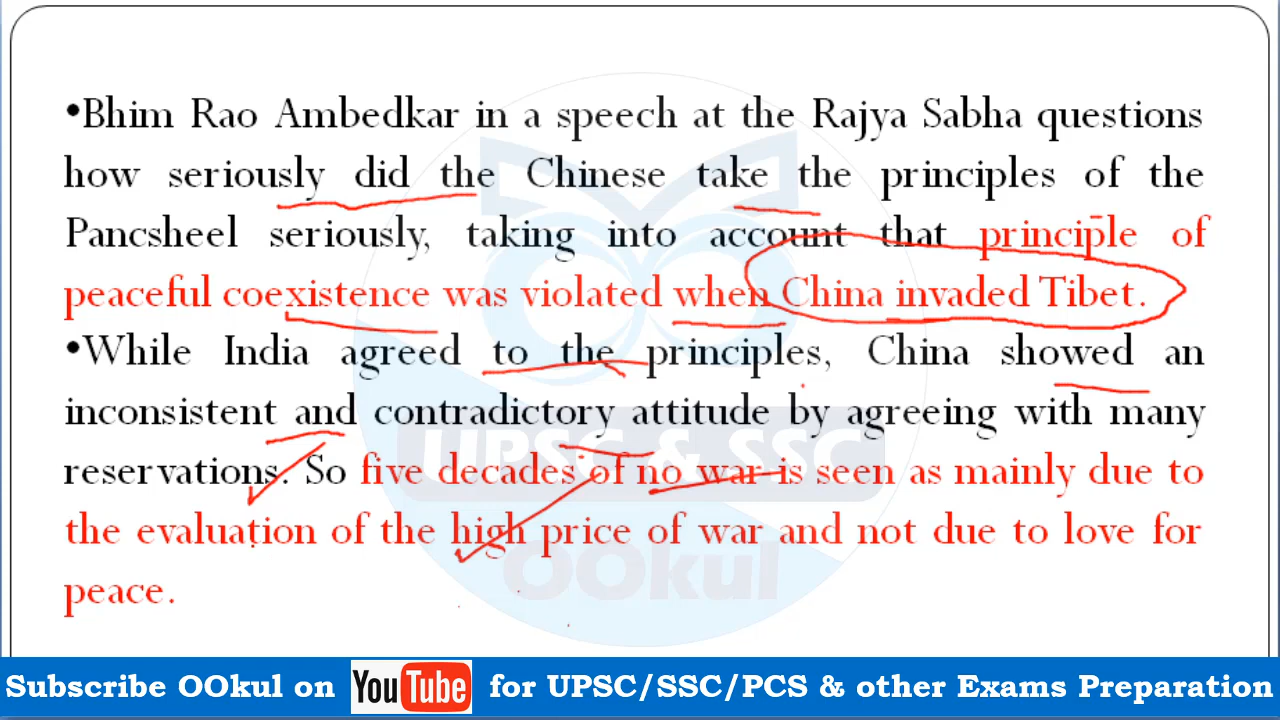 •Bhim Rao Ambedkar in a speech at the Rajya Sabha questions
how seriously did the Chinese take the principles of the
Pancsheel seriously, taking into account that principle of
peaceful coexistence was violated when China invaded Tibet.
•While India agreed to the principles, China showed an
inconsistent and contradictory attitude by agreeing with many
reservations. So five decades of no war is seen as mainly due to
the evaluation of the high price of war and not due to love for
peace.
UPSC & SSC
OOkul
Subscribe OOkul on YouTube for UPSC/SSC/PCS & other Exams Preparation